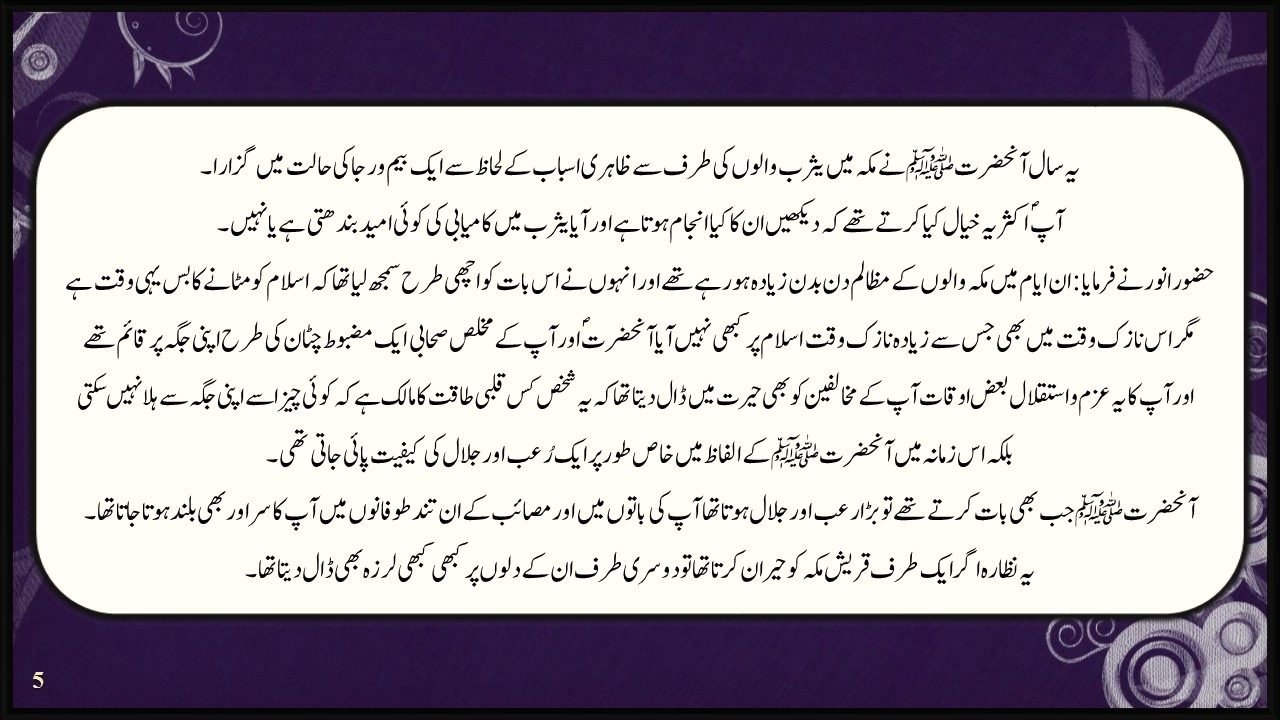 یہ سال آنحضرت ﷺ نے مکہ میں یثرب والوں کی طرف سے ظاہری اسباب کے لحاظ سے ایک بیم ورجا کی حالت میں گزارا۔
آپؐ اکثر یہ خیال کیا کرتے تھے کہ دیکھیں ان کا کیا انجام ہوتا ہے اور آیا یثرب میں کامیابی کی کوئی امید بندھتی ہے یا نہیں۔
حضور انور نے فرمایا: ان ایام میں مکہ والوں کے مظالم دن بدن زیادہ ہو رہے تھے اور انہوں نے اس بات کو اچھی طرح سمجھ لیا تھا کہ اسلام کو مٹانے کا بس یہی وقت ہے
مگر اس نازک وقت میں بھی جس سے زیادہ نازک وقت اسلام پر کبھی نہیں آیا آنحضرتؐ اور آپ کے مخلص صحابی ایک مضبوط چٹان کی طرح اپنی جگہ پر قائم تھے
اور آپ کا یہ عزم و استقلال بعض اوقات آپ کے مخالفین کو بھی حیرت میں ڈال دیتا تھا کہ یہ شخص کس قلبی طاقت کا مالک ہے کہ کوئی چیز اسے اپنی جگہ سے ہلا نہیں سکتی
بلکہ اس زمانہ میں آنحضرت ﷺ کے الفاظ میں خاص طور پر ایک رُعب اور جلال کی کیفیت پائی جاتی تھی۔
آنحضرت ﷺ جب بھی بات کرتے تھے تو بڑا رعب اور جلال ہوتا تھا آپ کی باتوں میں اور مصائب کے ان تند طوفانوں میں آپ کا سر اور بھی بلند ہوتا جاتا تھا۔
یہ نظارہ اگر ایک طرف قریش مکہ کو حیران کرتا تھا تو دوسری طرف ان کے دلوں پر کبھی کبھی لرزہ بھی ڈال دیتا تھا۔
5